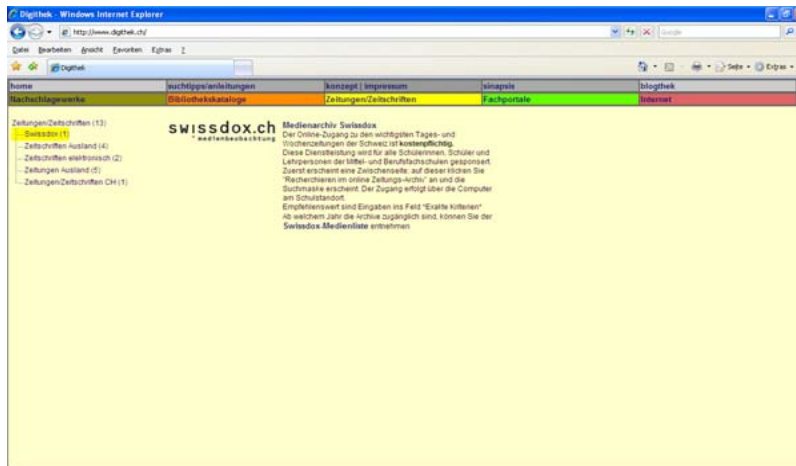 Digithek - Windows Internet Explorer
http://www.digithek.ch/
Google
Datei Bearbeiten Ansicht Favoriten Extras ?
Digithek
Seite Extras
home suchtipps/anleitungen konzept | impressum sinapsis blogthek
Nachschlagewerke Bibliothekskataloge Zeitungen/Zeitschriften Fachportale Internet
Zeitungen/Zeitschriften (13)
Swissdox (1)
Zeitschriften Ausland (4)
Zeitschriften elektronisch (2)
Zeitungen Ausland (5)
Zeitungen/Zeitschriften CH (1)
swissdox.ch
medienbeobachtung
Medienarchiv Swissdox
Der Online-Zugang zu den wichtigsten Tages- und
Wochenzeitungen der Schweiz ist kostenpflichtig.
Diese Dienstleistung wird für alle Schülerinnen, Schüler und
Lehrpersonen der Mittel- und Berufsfachschulen gesponsert.
Zuerst erscheint eine Zwischenseite; auf dieser klicken Sie
"Recherchieren im online Zeitungs-Archiv" an und die
Suchmaske erscheint. Der Zugang erfolgt über die Computer
am Schulstandort.
Empfehlenswert sind Eingaben ins Feld "Exakte Kriterien"
Ab welchem Jahr die Archive zugänglich sind, können Sie der
Swissdox-Medienliste entnehmen